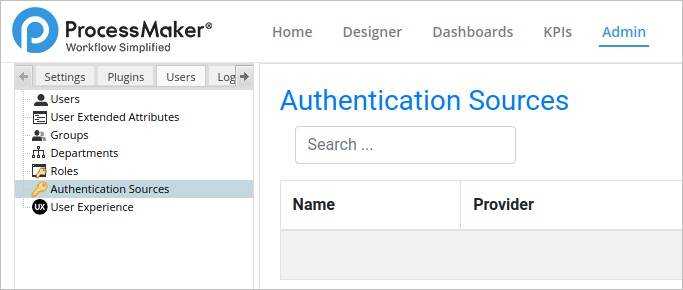 ProcessMaker®
Workflow Simplified
Home Designer Dashboards KPIs Admin
Settings Plugins Users Log
Users
User Extended Attributes
Groups
Departments
Roles
Authentication Sources
UX User Experience
Authentication Sources
Search ...
Name Provider